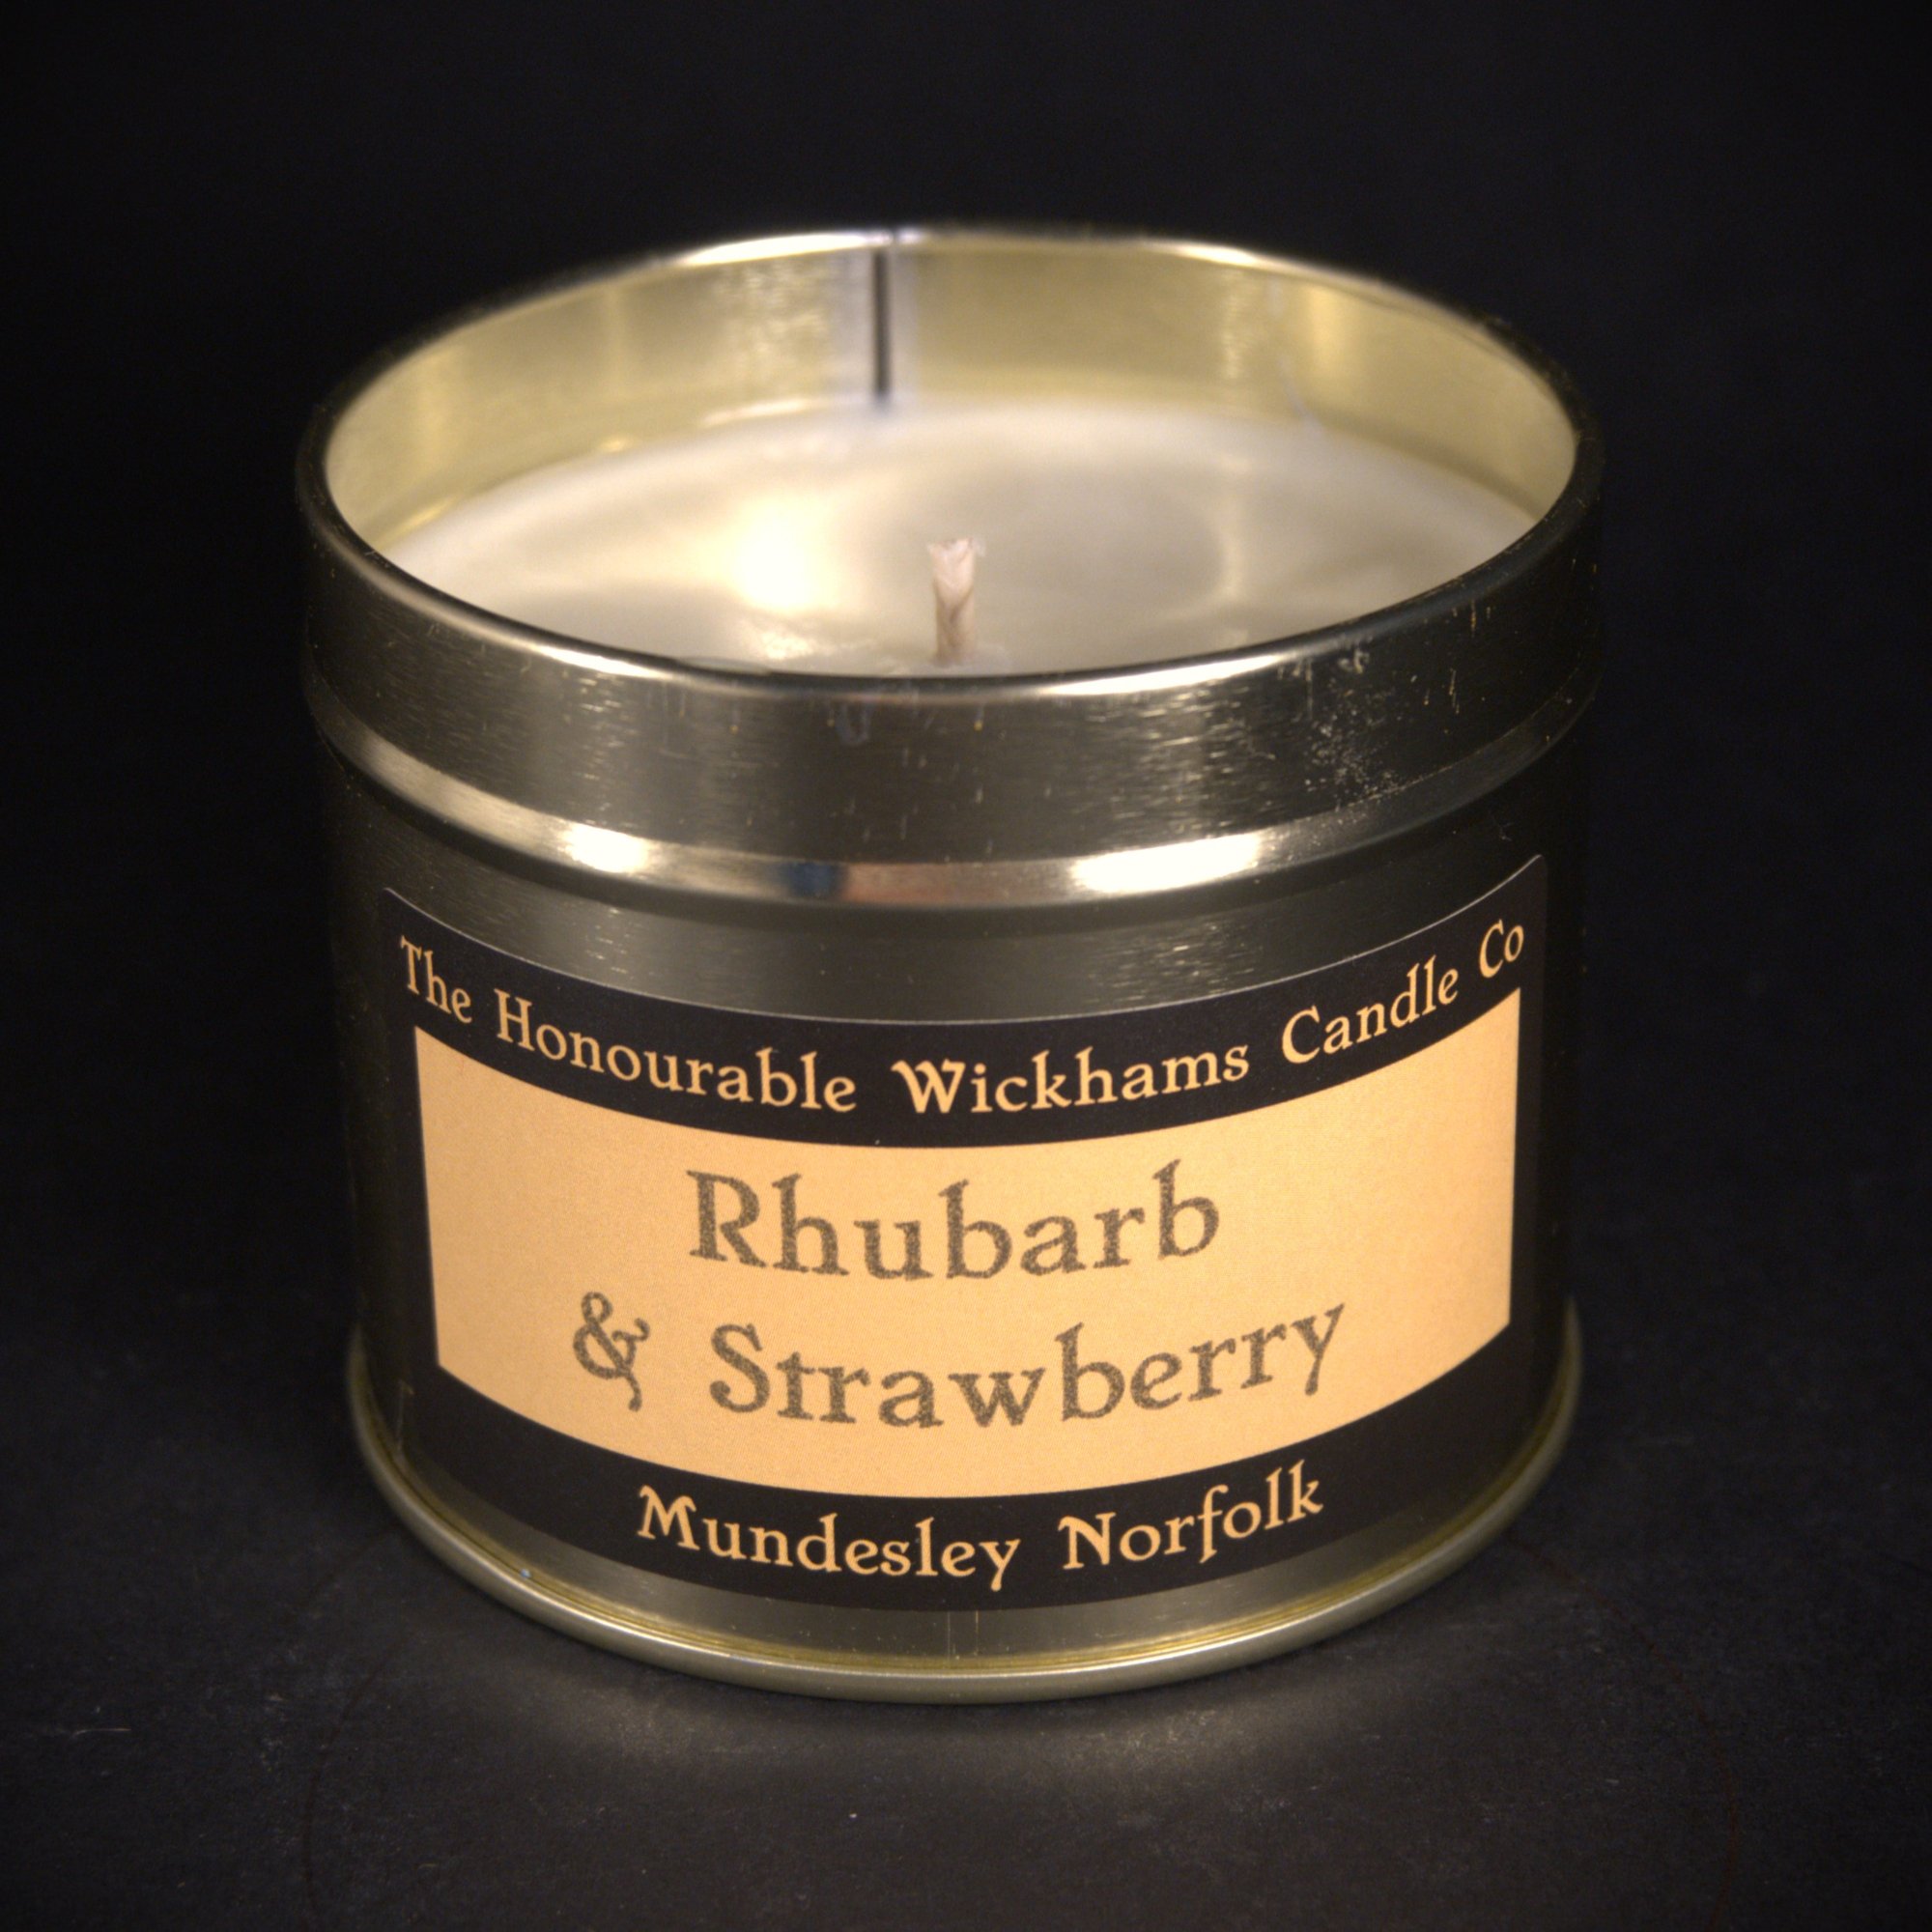 The Honourable Wickhams Candle Co
Rhubarb
& Strawberry
Mundesley Norfolk